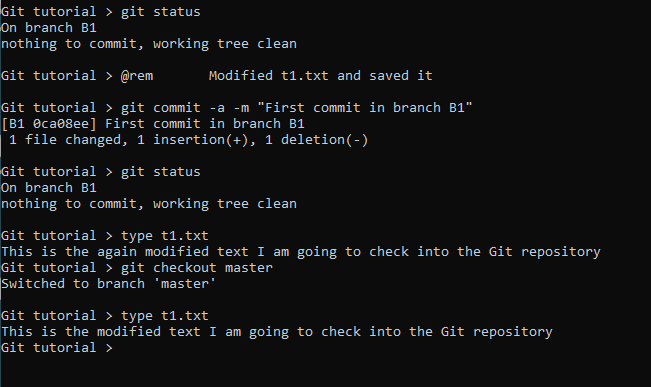 Git tutorial > git status
On branch B1
nothing to commit, working tree clean
Git tutorial > @rem       Modified t1.txt and saved it
Git tutorial > git commit -a -m "First commit in branch B1"
[B1 0ca08ee] First commit in branch B1
 1 file changed, 1 insertion(+), 1 deletion(-)
Git tutorial > git status
On branch B1
nothing to commit, working tree clean
Git tutorial > type t1.txt
This is the again modified text I am going to check into the Git repository
Git tutorial > git checkout master
Switched to branch 'master'
Git tutorial > type t1.txt
This is the modified text I am going to check into the Git repository
Git tutorial >